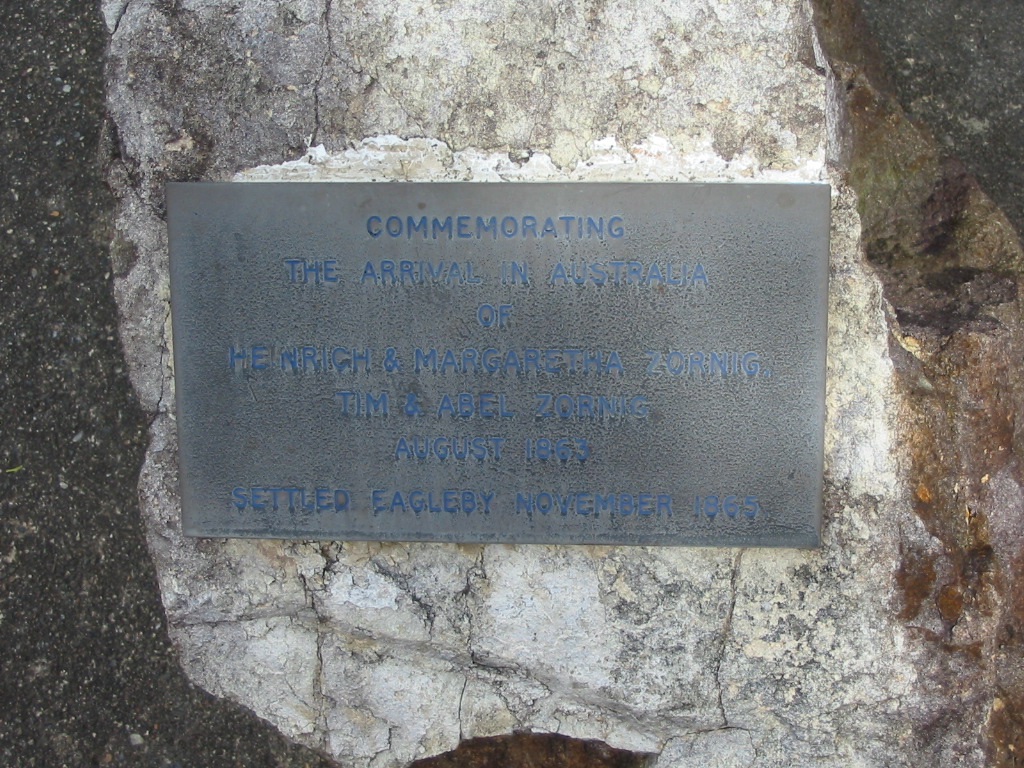 COMMEMORATING
THE ARRIVAL IN AUSTRALIA
OF
HEINRICH & MARGARETHA ZORNIG,
TIM & ABEL ZORNIG
AUGUST 1863
SETTLED EAGLEBY NOVEMBER 1865.